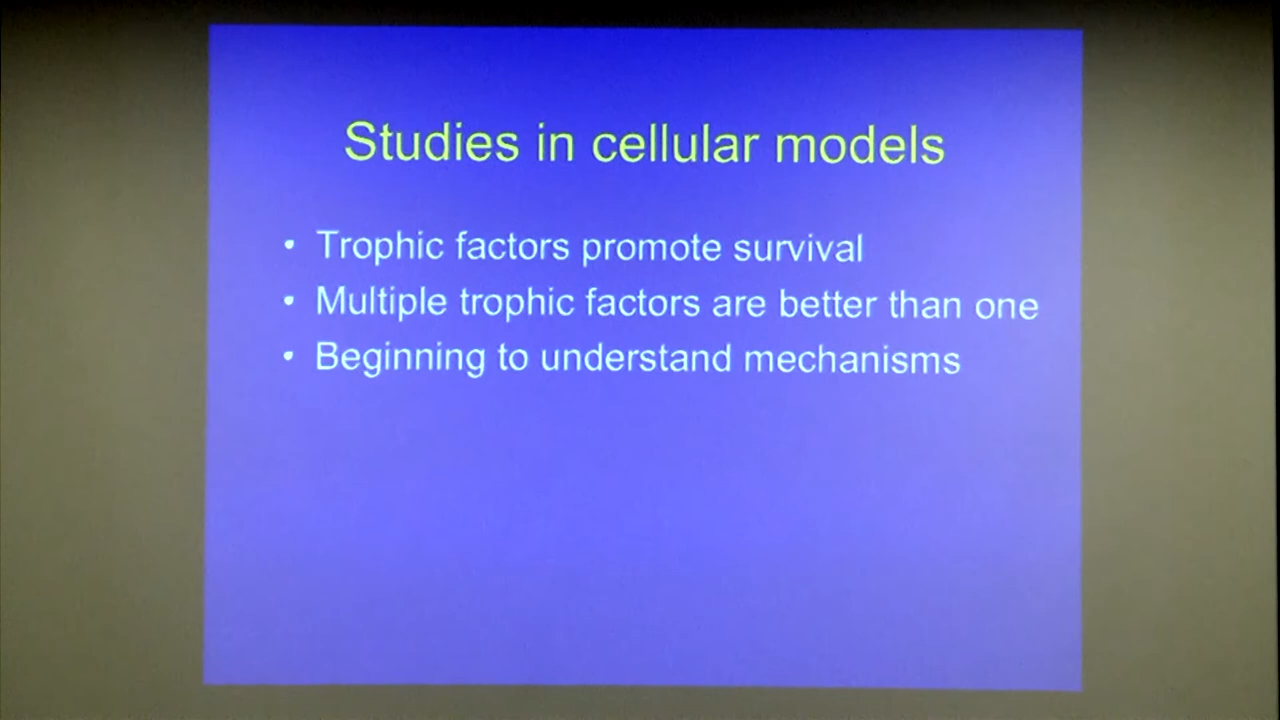 Studies in cellular models
• Trophic factors promote survival
• Multiple trophic factors are better than one
• Beginning to understand mechanisms